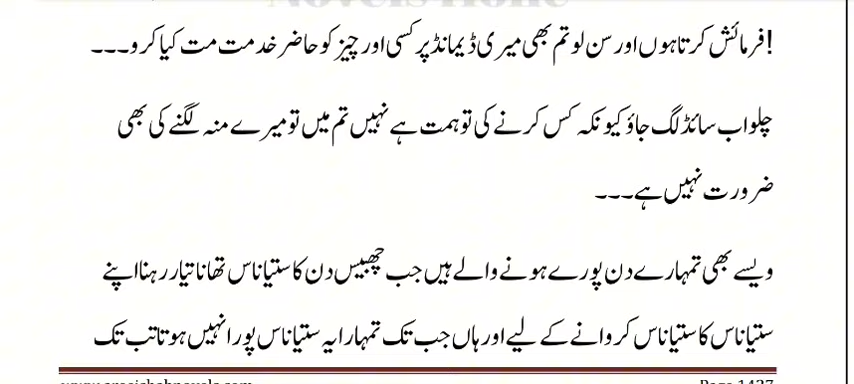 !فرمائش کرتا ہوں اور سن لو تم بھی میری ڈیمانڈ پر کسی اور چیز کو حاضر خدمت مت کیا کرو۔۔۔
چلو اب سائڈ لگ جاؤ کیونکہ کس کرنے کی تو ہمت ہے نہیں تم میں تو میرے منہ لگنے کی بھی
ضرورت نہیں ہے۔۔۔
ویسے بھی تمہارے دن پورے ہونے والے ہیں جب چھبیس دن کا ستیاناس تھا نا تیار رہنا اپنے
ستیاناس کا ستیاناس کروانے کے لیے اور ہاں جب تک تمہارا یہ ستیاناس پورا نہیں ہوتا تب تک
Page 1437